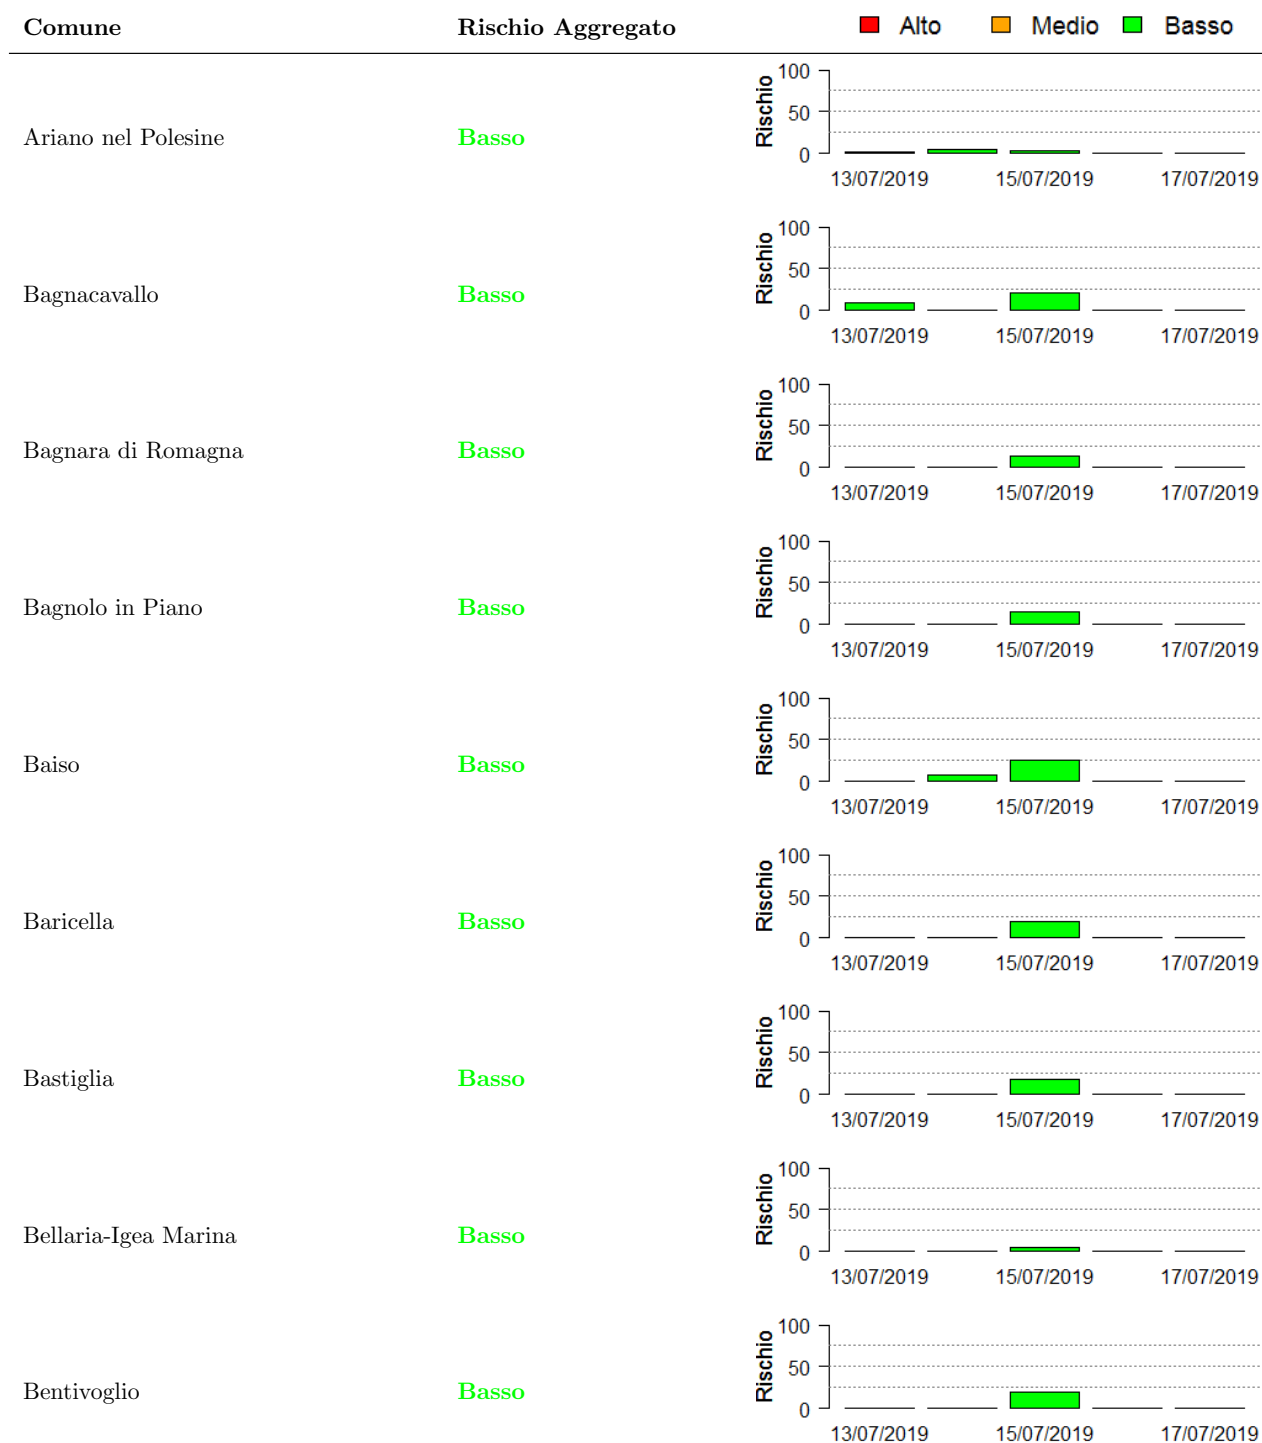 Comune Rischio Aggregato Alto Medio Basso
Ariano nel Polesine Basso Rischio 100 50 0
13/07/2019 15/07/2019 17/07/2019
Bagnacavallo Basso Rischio 100 50 0
13/07/2019 15/07/2019 17/07/2019
Bagnara di Romagna Basso Rischio 100 50 0
13/07/2019 15/07/2019 17/07/2019
Bagnolo in Piano Basso Rischio 100 50 0
13/07/2019 15/07/2019 17/07/2019
Baiso Basso Rischio 100 50 0
13/07/2019 15/07/2019 17/07/2019
Baricella Basso Rischio 100 50 0
13/07/2019 15/07/2019 17/07/2019
Bastiglia Basso Rischio 100 50 0
13/07/2019 15/07/2019 17/07/2019
Bellaria-Igea Marina Basso Rischio 100 50 0
13/07/2019 15/07/2019 17/07/2019
Bentivoglio Basso Rischio 100 50 0
13/07/2019 15/07/2019 17/07/2019